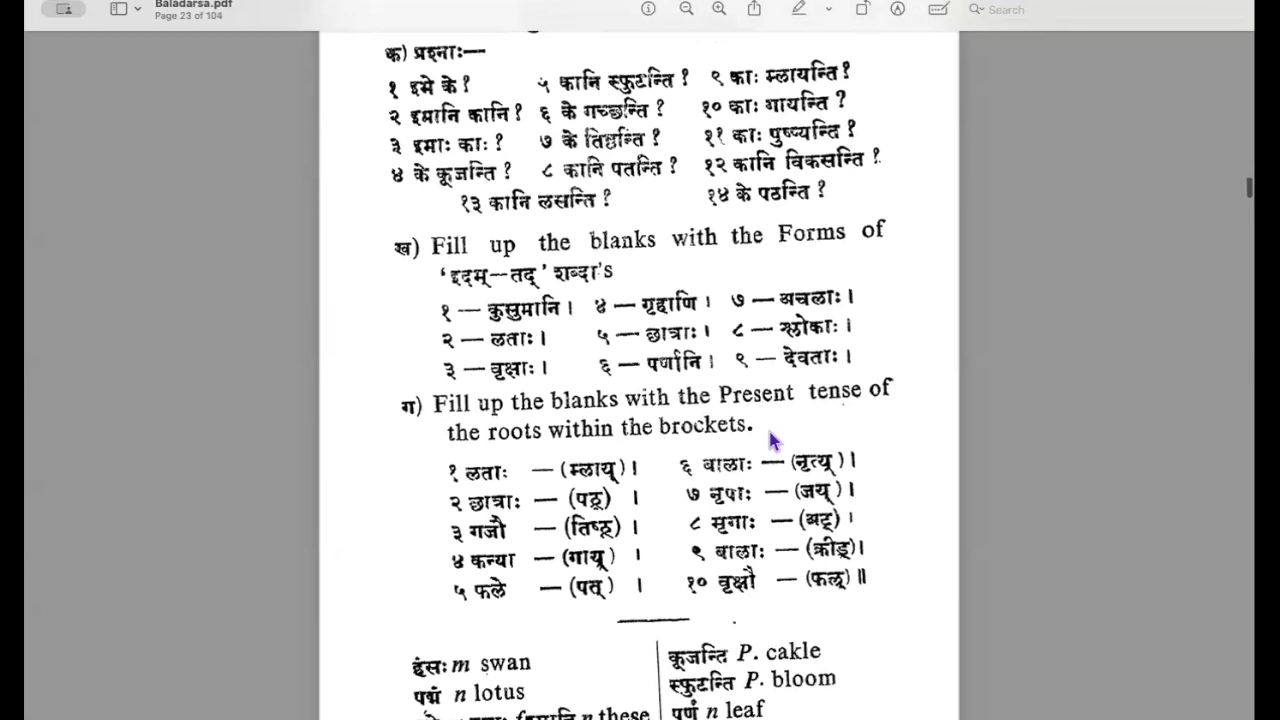 Baladarsa.pdf
Page 23 of 104
Search
क) प्रश्नाः—
१ इमे के ? ५ कानि स्फुटन्ति ? ९ काः म्लायन्ति ?
२ इमानि कानि ? ६ के गच्छन्ति ? १० काः गायन्ति ?
३ इमाः काः ? ७ के तिष्ठन्ति ? ११ काः पुष्प्यन्ति ?
४ के कूजन्ति ? ८ कानि पतन्ति ? १२ कानि विकसन्ति ?
१३ कानि लसन्ति ? १४ के पठन्ति ?
ख) Fill up the blanks with the Forms of
‘इदम्—तद्’ शब्दा's
१ — कुसुमानि । ४ — गृहाणि । ७ — अचलाः ।
२ — लताः । ५ — छात्राः । ८ — श्लोकाः ।
३ — वृक्षाः । ६ — पर्णानि । ९ — देवताः ।
ग) Fill up the blanks with the Present tense of
the roots within the brockets.
१ लताः — (म्लाय्) । ६ बालाः — (नृत्य्) ।
२ छात्राः — (पठ्) । ७ नृपाः — (जय्) ।
३ गजौ — (तिष्ठ्) । ८ मृगाः — (अट्) ।
४ कन्या — (गाय्) । ९ बालाः — (क्रीड्) ।
५ फले — (पत्) । १० वृक्षौ — (फल्) ॥
हंसः m swan
पद्मं n lotus
n these
कूजन्ति P. cakle
स्फुटन्ति P. bloom
पर्णं n leaf